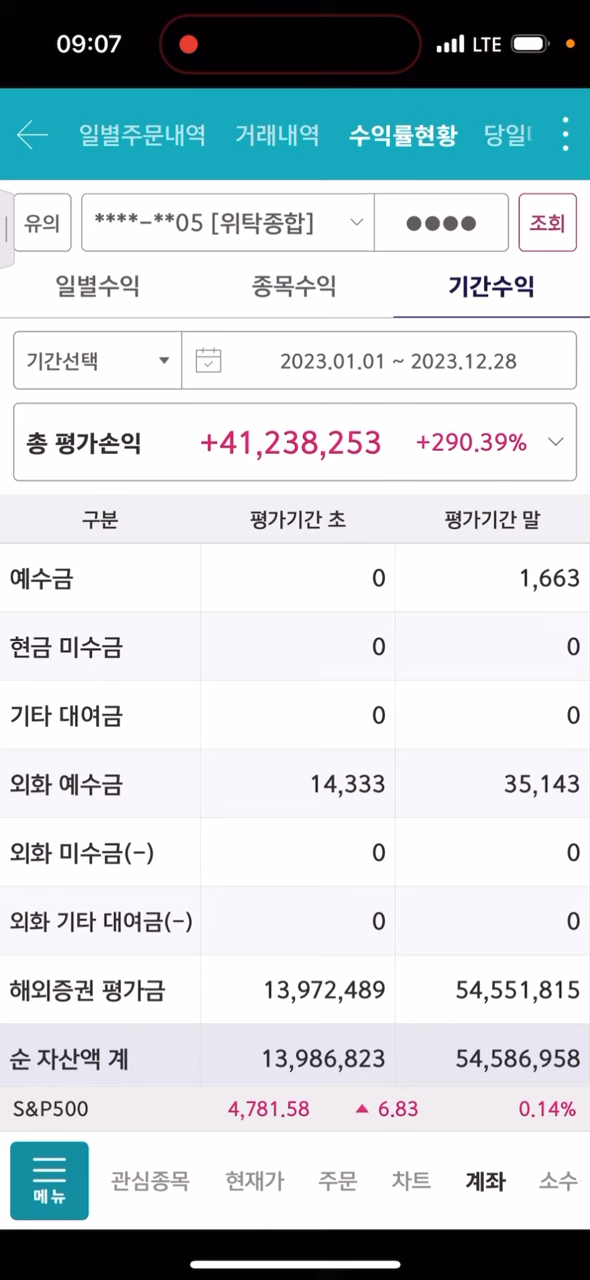 09:07 LTE
일별주문내역 거래내역 수익률현황 당일
유의 ****-**05 [위탁종합] ●●●● 조회
일별수익 종목수익 기간수익
기간선택 2023.01.01 ~ 2023.12.28
총 평가손익 +41,238,253 +290.39%
구분 평가기간 초 평가기간 말
예수금 0 1,663
현금 미수금 0 0
기타 대여금 0 0
외화 예수금 14,333 35,143
외화 미수금(-) 0 0
외화 기타 대여금(-) 0 0
해외증권 평가금 13,972,489 54,551,815
순 자산액 계 13,986,823 54,586,958
S&P500 4,781.58 ▲ 6.83 0.14%
메뉴 관심종목 현재가 주문 차트 계좌 소수